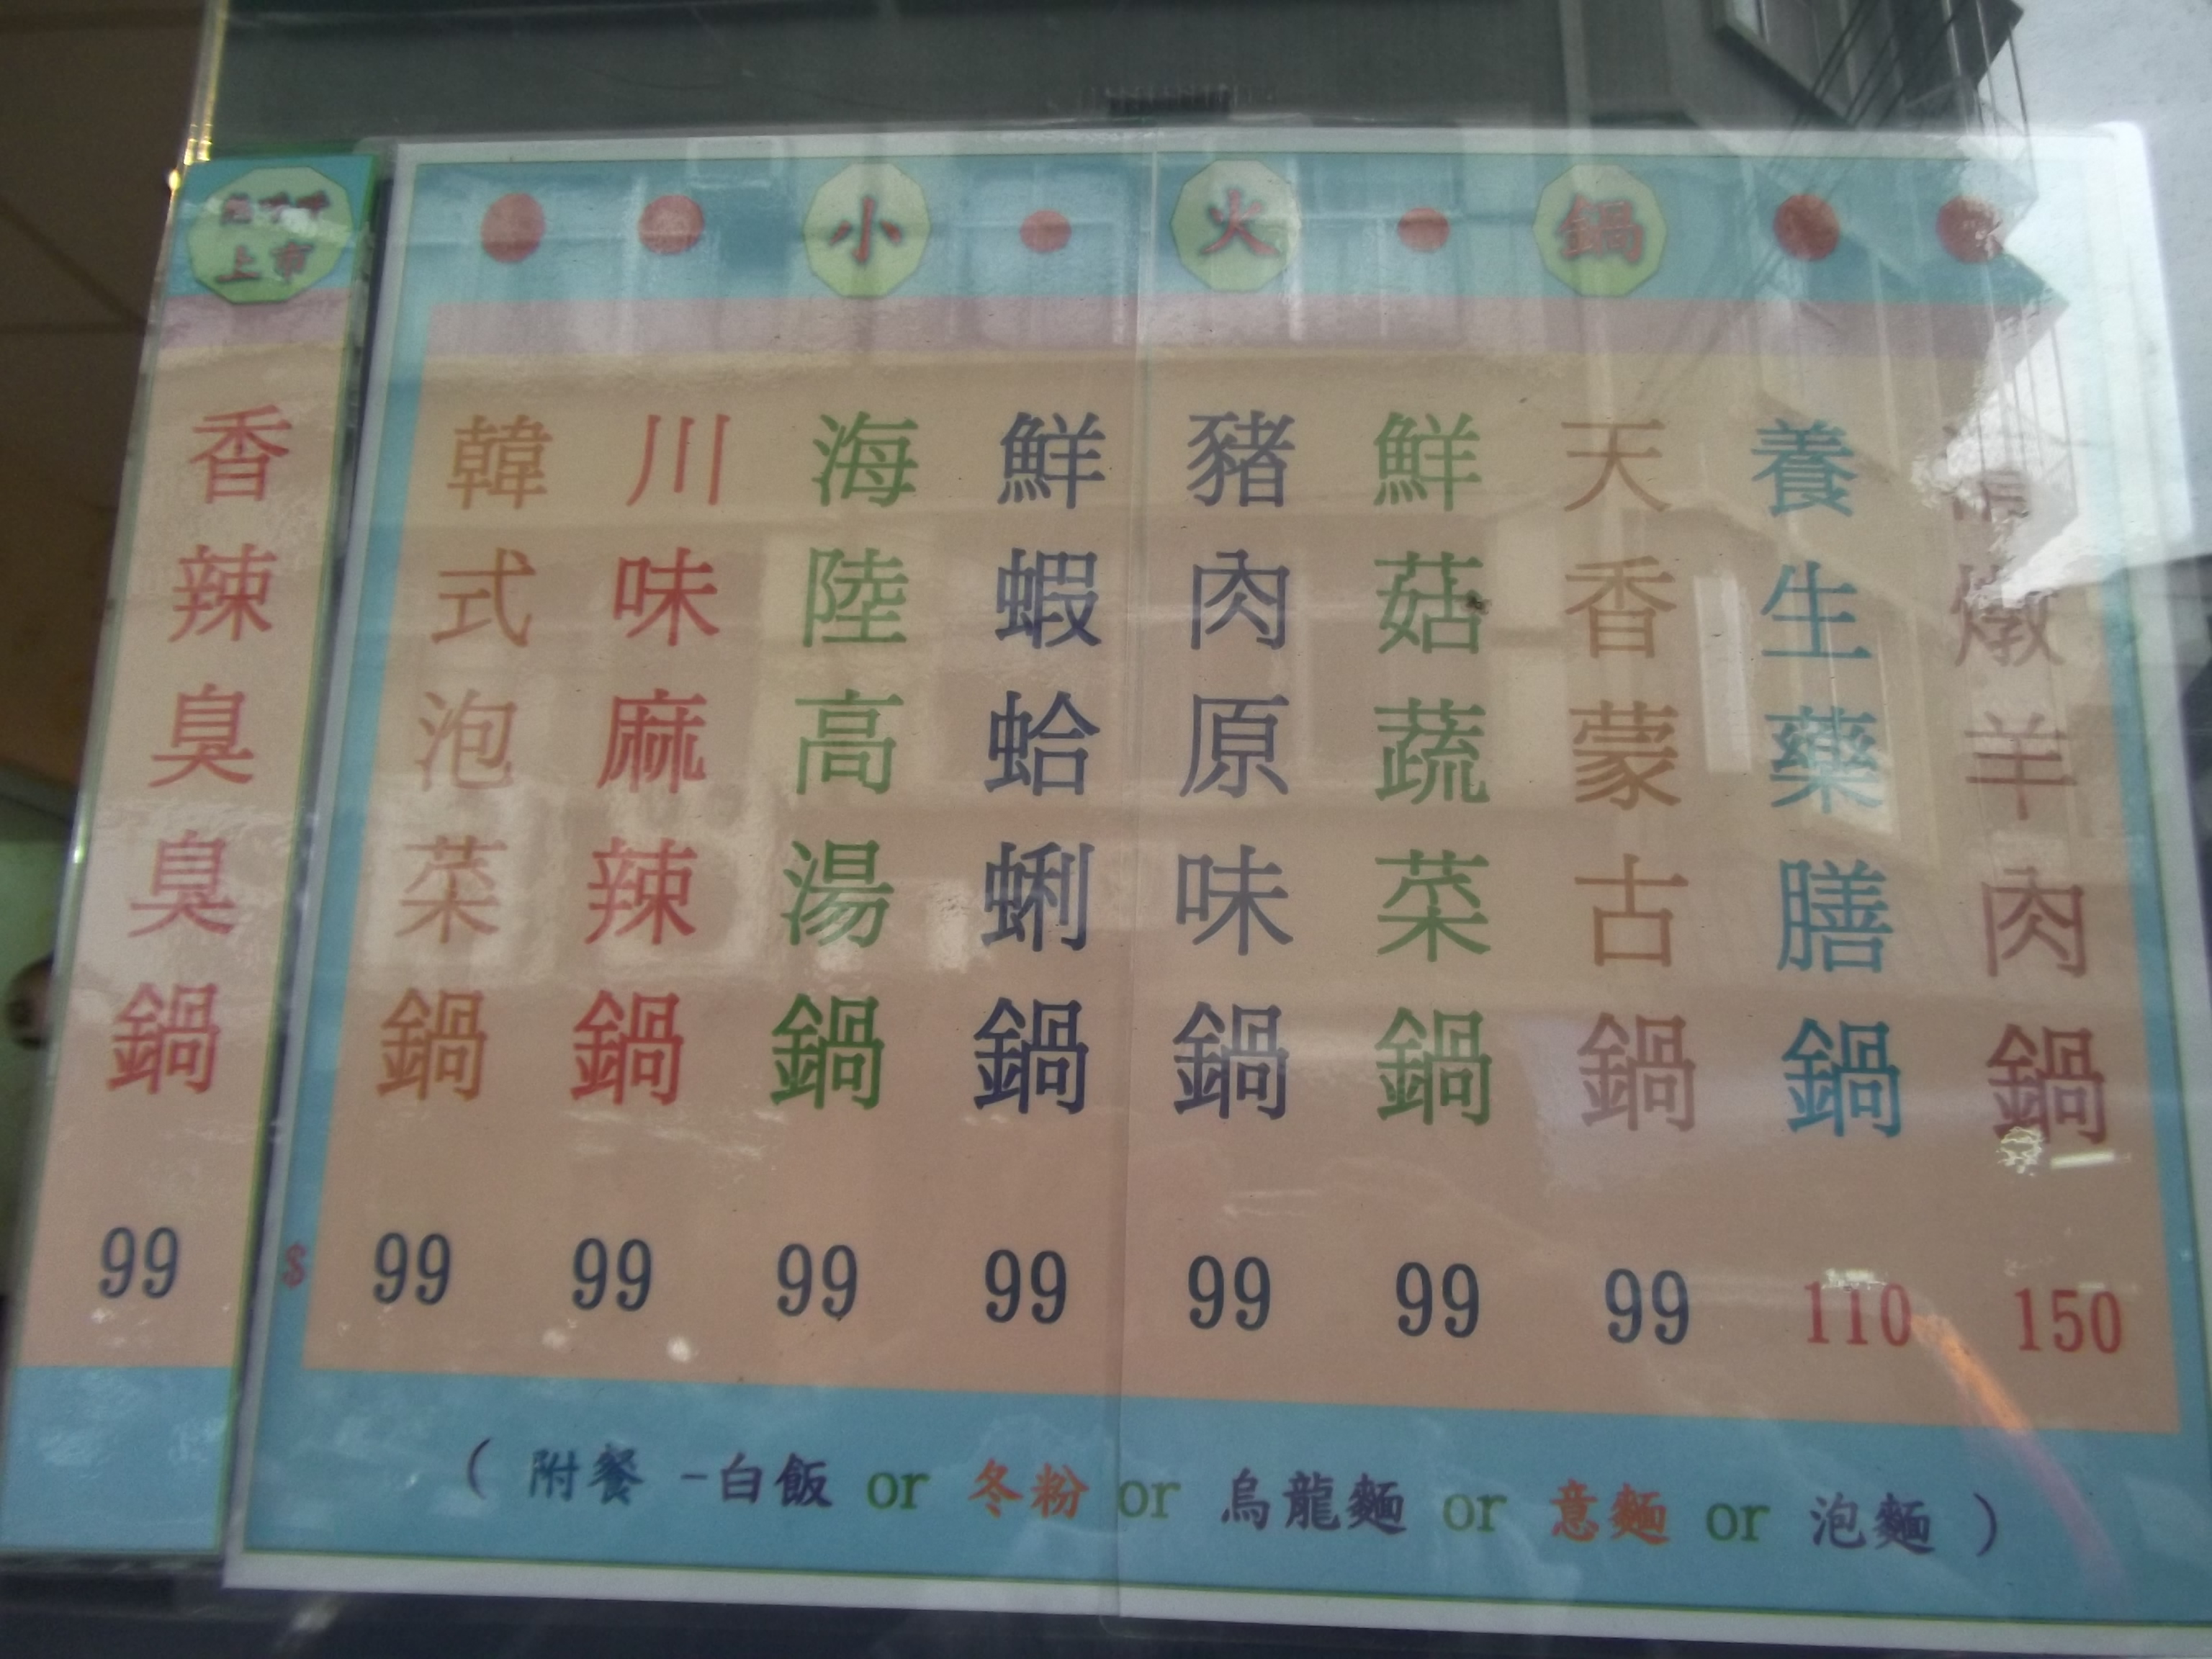 小火鍋
清燉羊肉鍋 150
養生藥膳鍋 110
天香蒙古鍋 99
鮮菇蔬菜鍋 99
豬肉原味鍋 99
鮮蝦蛤蜊鍋 99
海陸高湯鍋 99
川味麻辣鍋 99
韓式泡菜鍋 99
$
上市
香辣臭臭鍋 99
( 附餐 -白飯 or 冬粉 or 烏龍麵 or 意麵 or 泡麵 )